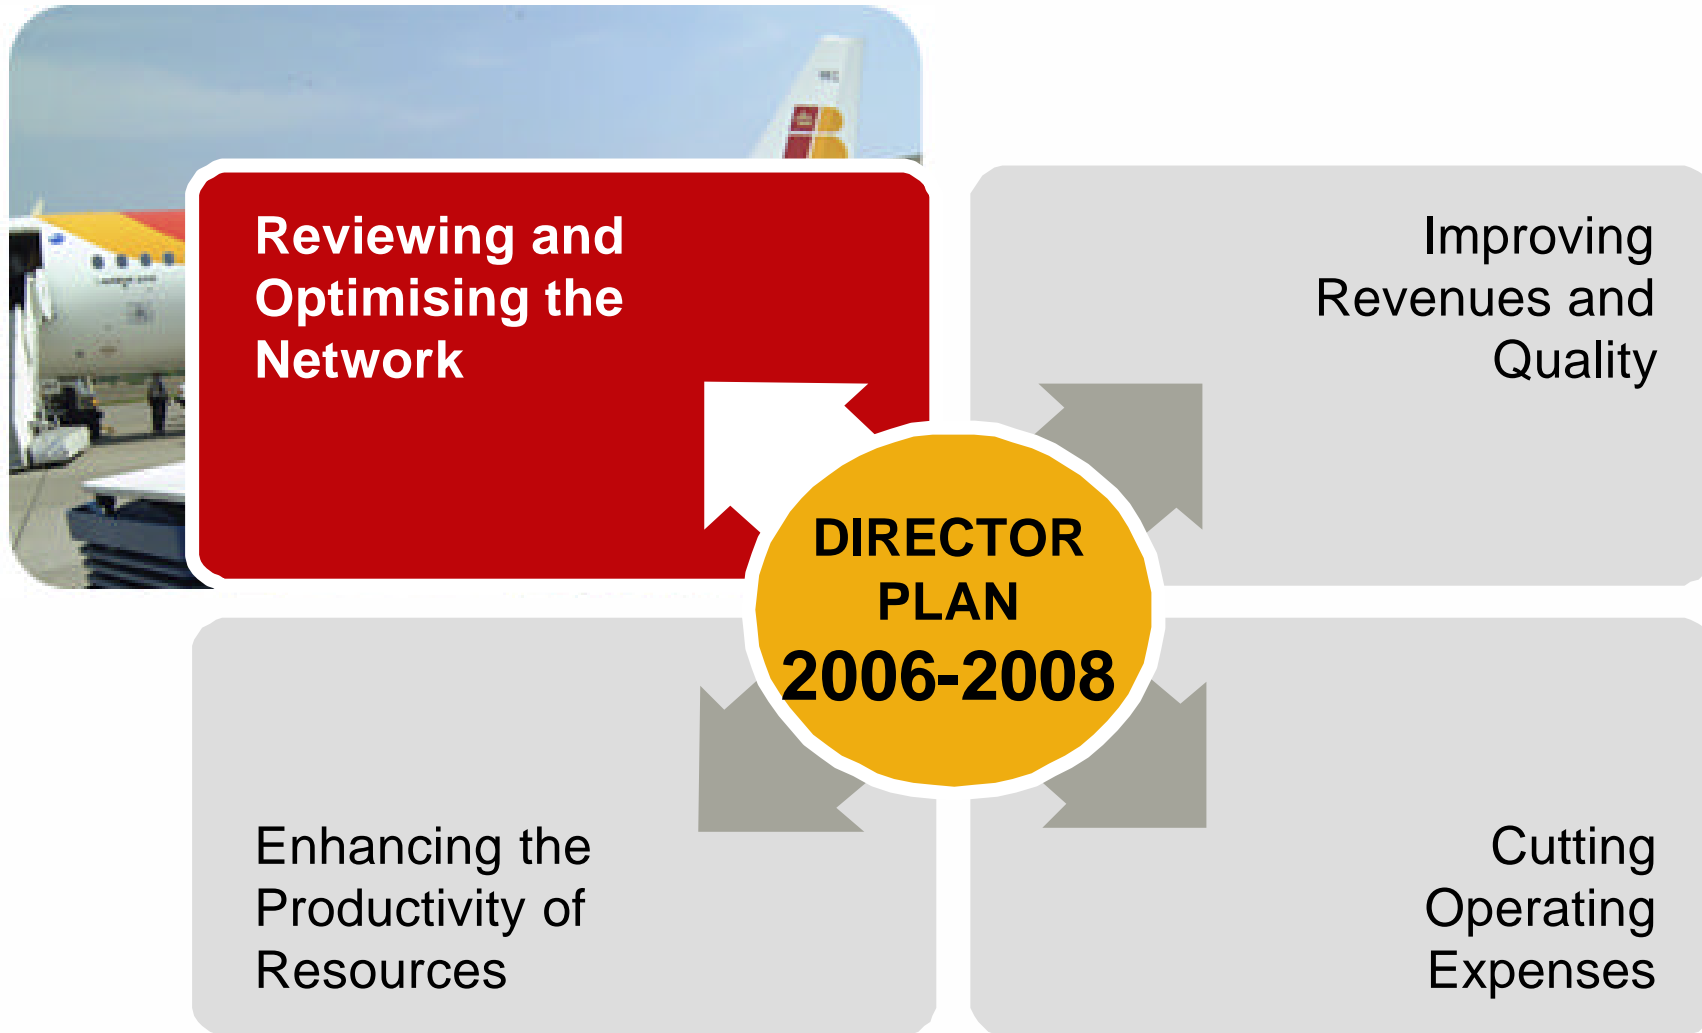 Reviewing and
Optimising the
Network
Improving
Revenues and
Quality
DIRECTOR
PLAN
2006-2008
Enhancing the
Productivity of
Resources
Cutting
Operating
Expenses